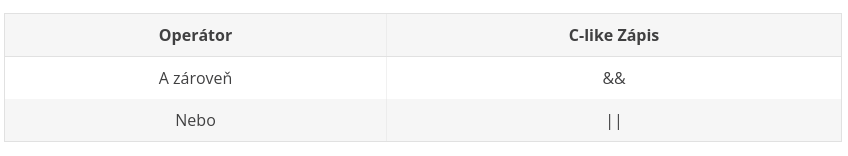 Operátor C-like Zápis
A zároveň &&
Nebo ||